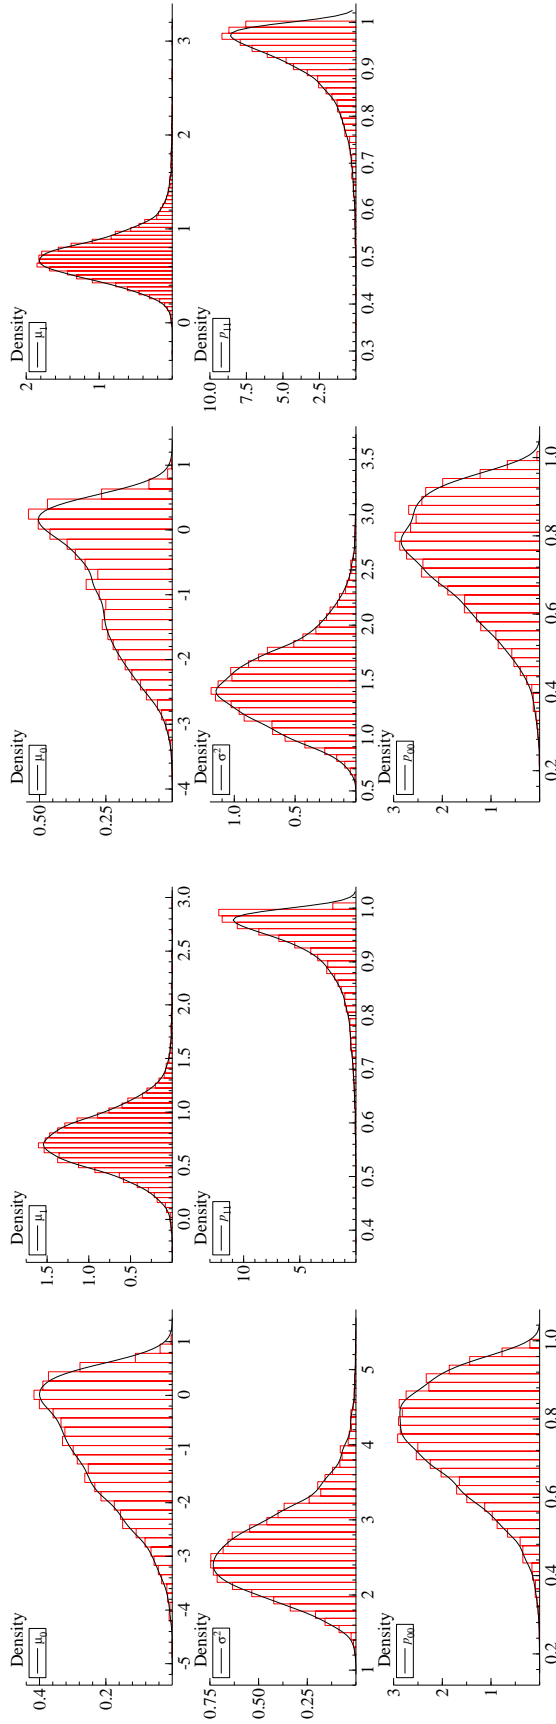 Density
μ₀
0.4
0.2
-5 -4 -3 -2 -1 0 1
Density
μ₁
1.5
1.0
0.5
0.0 0.5 1.0 1.5 2.0 2.5 3.0
Density
μ₀
0.50
0.25
-4 -3 -2 -1 0 1
Density
μ₁
2
1
0 1 2 3
Density
σ²
0.75
0.50
0.25
1 2 3 4 5
Density
p₁₁
10
5
0.4 0.5 0.6 0.7 0.8 0.9 1.0
Density
σ²
1.0
0.5
0.5 1.0 1.5 2.0 2.5 3.0 3.5
Density
p₁₁
10.0
7.5
5.0
2.5
0.3 0.4 0.5 0.6 0.7 0.8 0.9 1
Density
p₀₀
3
2
1
0.2 0.4 0.6 0.8 1.0
Density
p₀₀
3
2
1
0.2 0.4 0.6 0.8 1.0